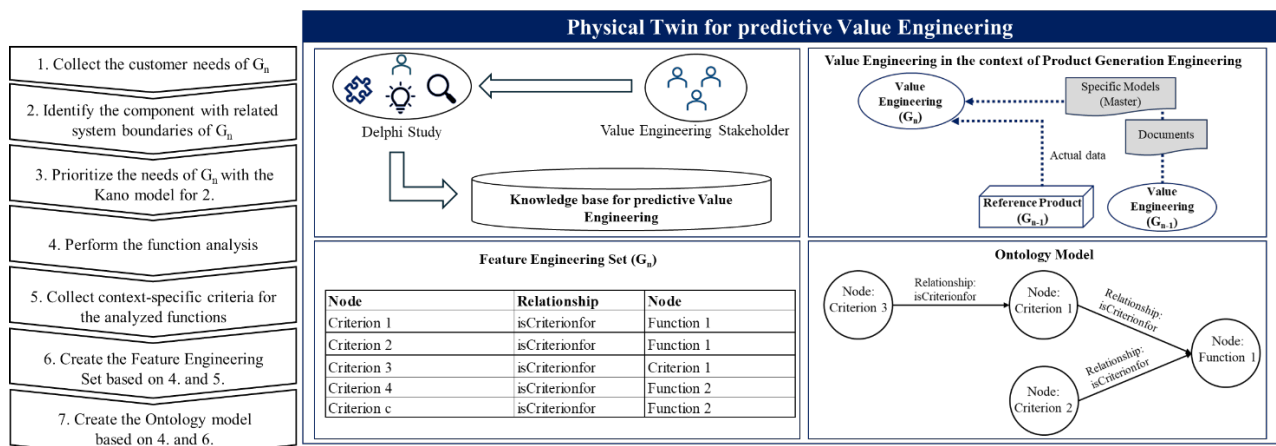 Physical Twin for predictive Value Engineering
1. Collect the customer needs of Gn
2. Identify the component with related
system boundaries of Gn
3. Prioritize the needs of Gn with the
Kano model for 2.
4. Perform the function analysis
5. Collect context-specific criteria for
the analyzed functions
6. Create the Feature Engineering
Set based on 4. and 5.
7. Create the Ontology model
based on 4. and 6.
Delphi Study
Value Engineering Stakeholder
Knowledge base for predictive Value
Engineering
Value Engineering in the context of Product Generation Engineering
Value
Engineering
(Gn)
Specific Models
(Master)
Documents
Actual data
Reference Product
(Gn-1)
Value
Engineering
(Gn-1)
Feature Engineering Set (Gn)
Node Relationship Node
Criterion 1 isCriterionfor Function 1
Criterion 2 isCriterionfor Function 1
Criterion 3 isCriterionfor Criterion 1
Criterion 4 isCriterionfor Function 2
Criterion c isCriterionfor Function 2
Ontology Model
Node:
Criterion 3
Relationship:
isCriterionfor
Node:
Criterion 1
Relationship:
isCriterionfor
Node:
Function 1
Relationship:
isCriterionfor
Node:
Criterion 2